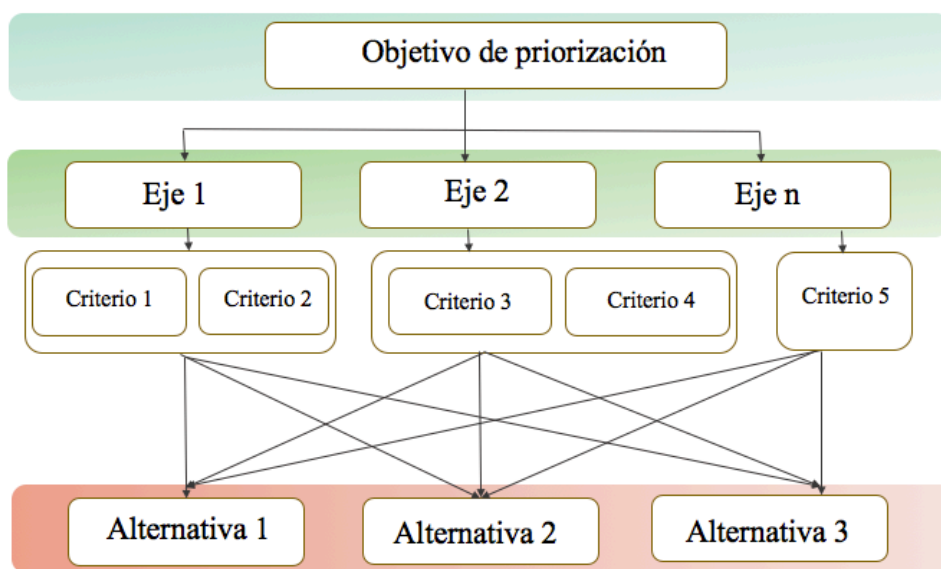 Objetivo de priorización
Eje 1
Eje 2
Eje n
Criterio 1
Criterio 2
Criterio 3
Criterio 4
Criterio 5
Alternativa 1
Alternativa 2
Alternativa 3